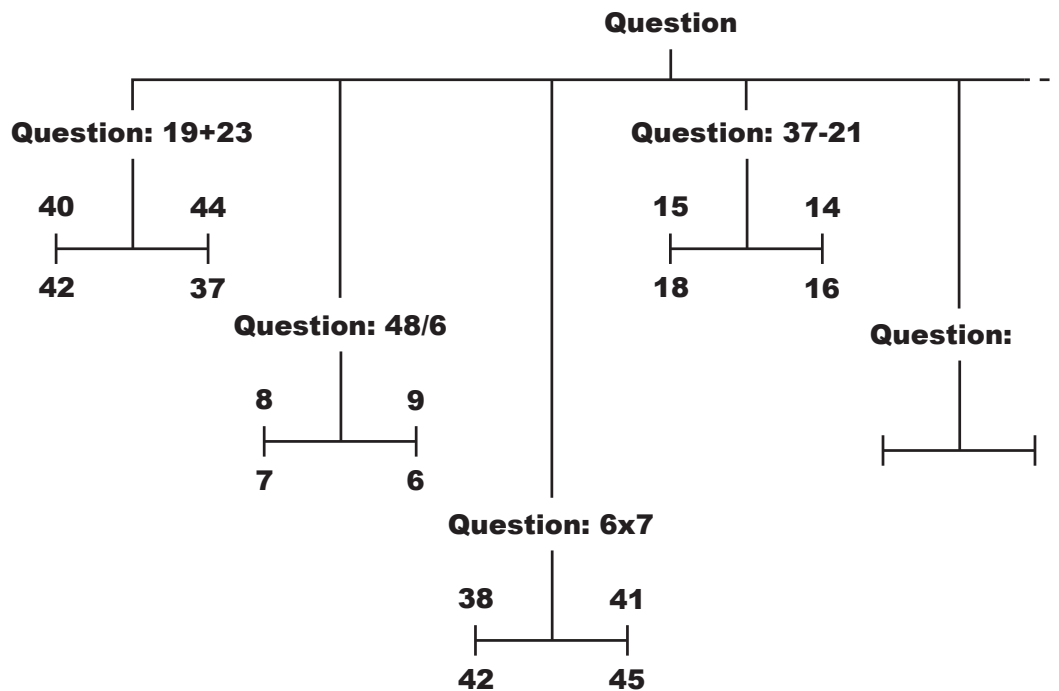 Question
Question: 19+23
40 44
42 37
Question: 48/6
8 9
7 6
Question: 6x7
38 41
42 45
Question: 37-21
15 14
18 16
Question: